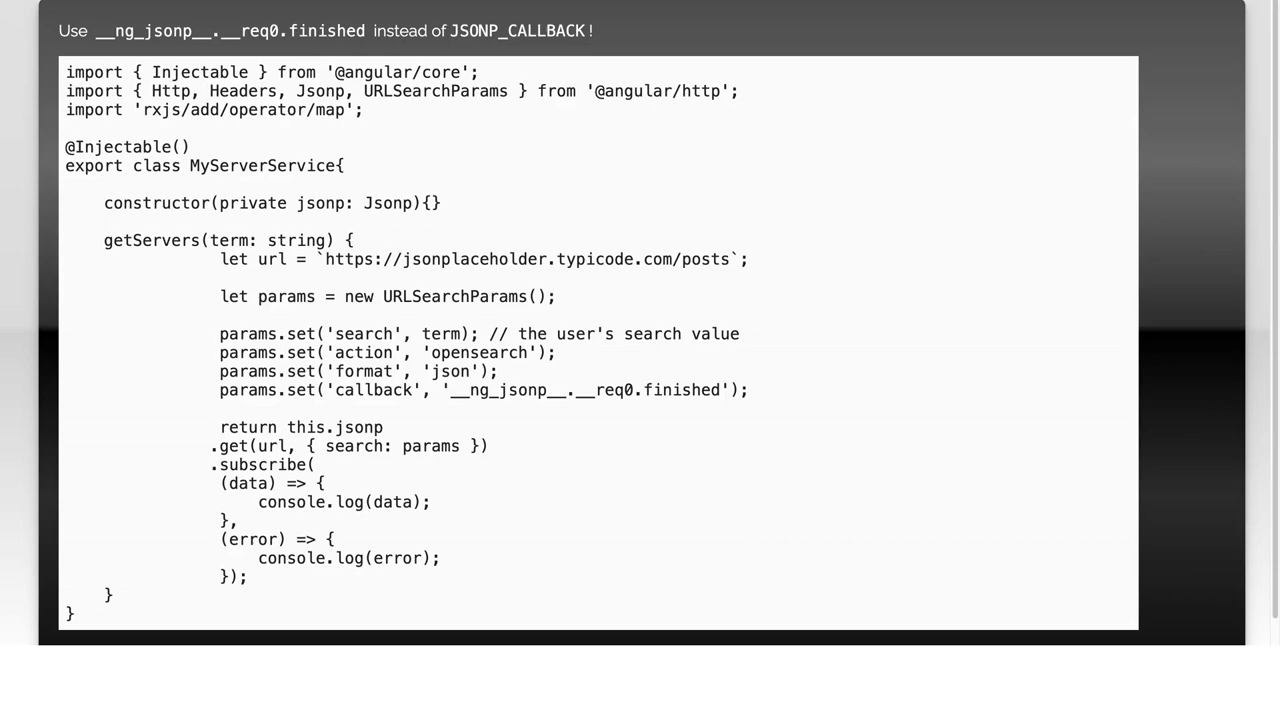 Use __ng_jsonp__.__req0.finished instead of JSONP_CALLBACK !
import { Injectable } from '@angular/core';
import { Http, Headers, Jsonp, URLSearchParams } from '@angular/http';
import 'rxjs/add/operator/map';
@Injectable()
export class MyServerService{
constructor(private jsonp: Jsonp){}
getServers(term: string) {
let url = `https://jsonplaceholder.typicode.com/posts`;
let params = new URLSearchParams();
params.set('search', term); // the user's search value
params.set('action', 'opensearch');
params.set('format', 'json');
params.set('callback', '__ng_jsonp__.__req0.finished');
return this.jsonp
.get(url, { search: params })
.subscribe(
(data) => {
console.log(data);
},
(error) => {
console.log(error);
});
}
}